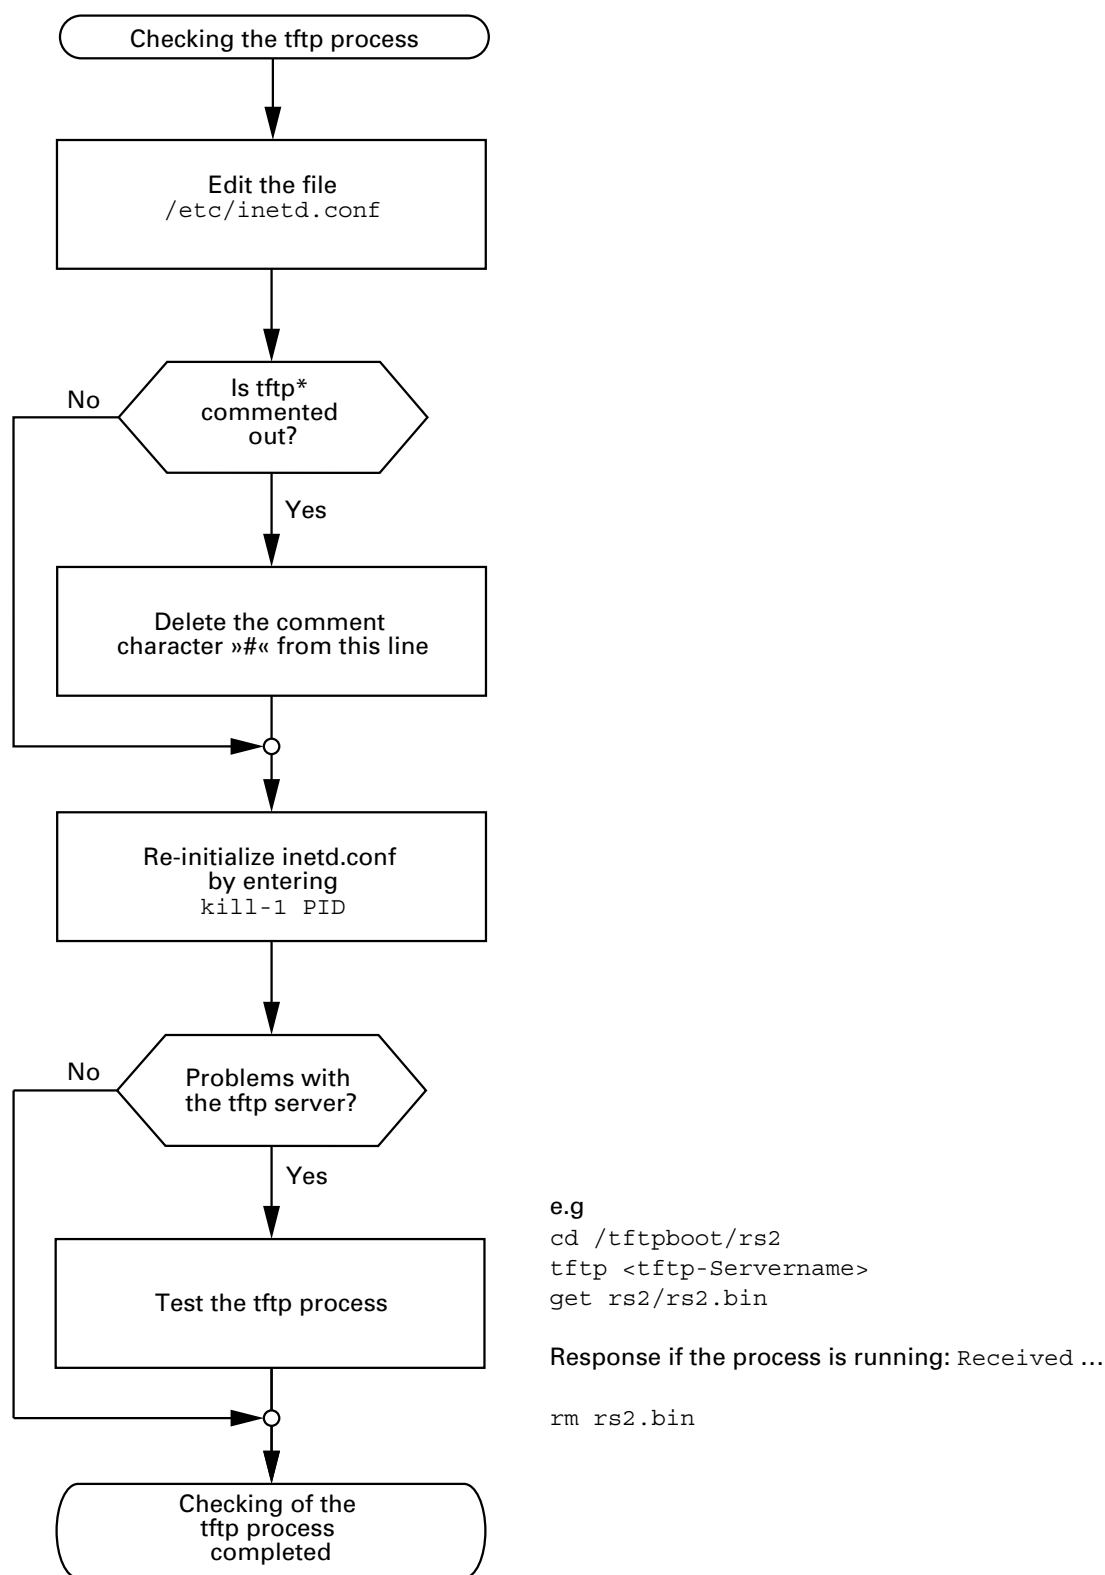 Checking the tftp process
Edit the file
/etc/inetd.conf
Is tftp*
commented
out?
No
Yes
Delete the comment
character »#« from this line
Re-initialize inetd.conf
by entering
kill-1 PID
No
Problems with
the tftp server?
Yes
Test the tftp process
e.g
cd /tftpboot/rs2
tftp <tftp-Servername>
get rs2/rs2.bin
Response if the process is running: Received ...
rm rs2.bin
Checking of the
tftp process
completed